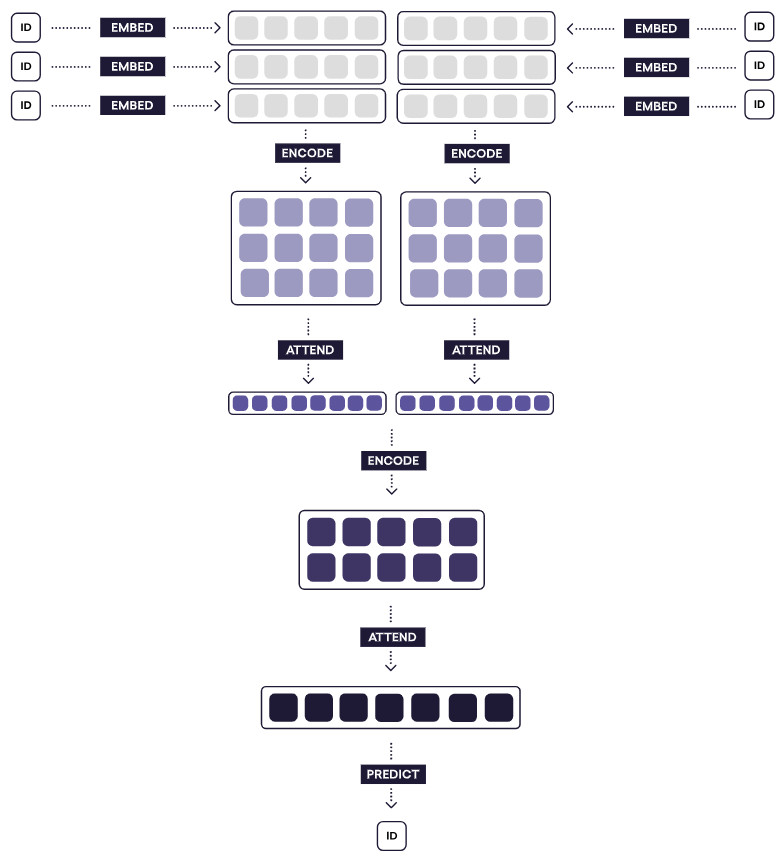 ID EMBED EMBED ID
ID EMBED EMBED ID
ID EMBED EMBED ID
ENCODE ENCODE
ATTEND ATTEND
ENCODE
ATTEND
PREDICT
ID